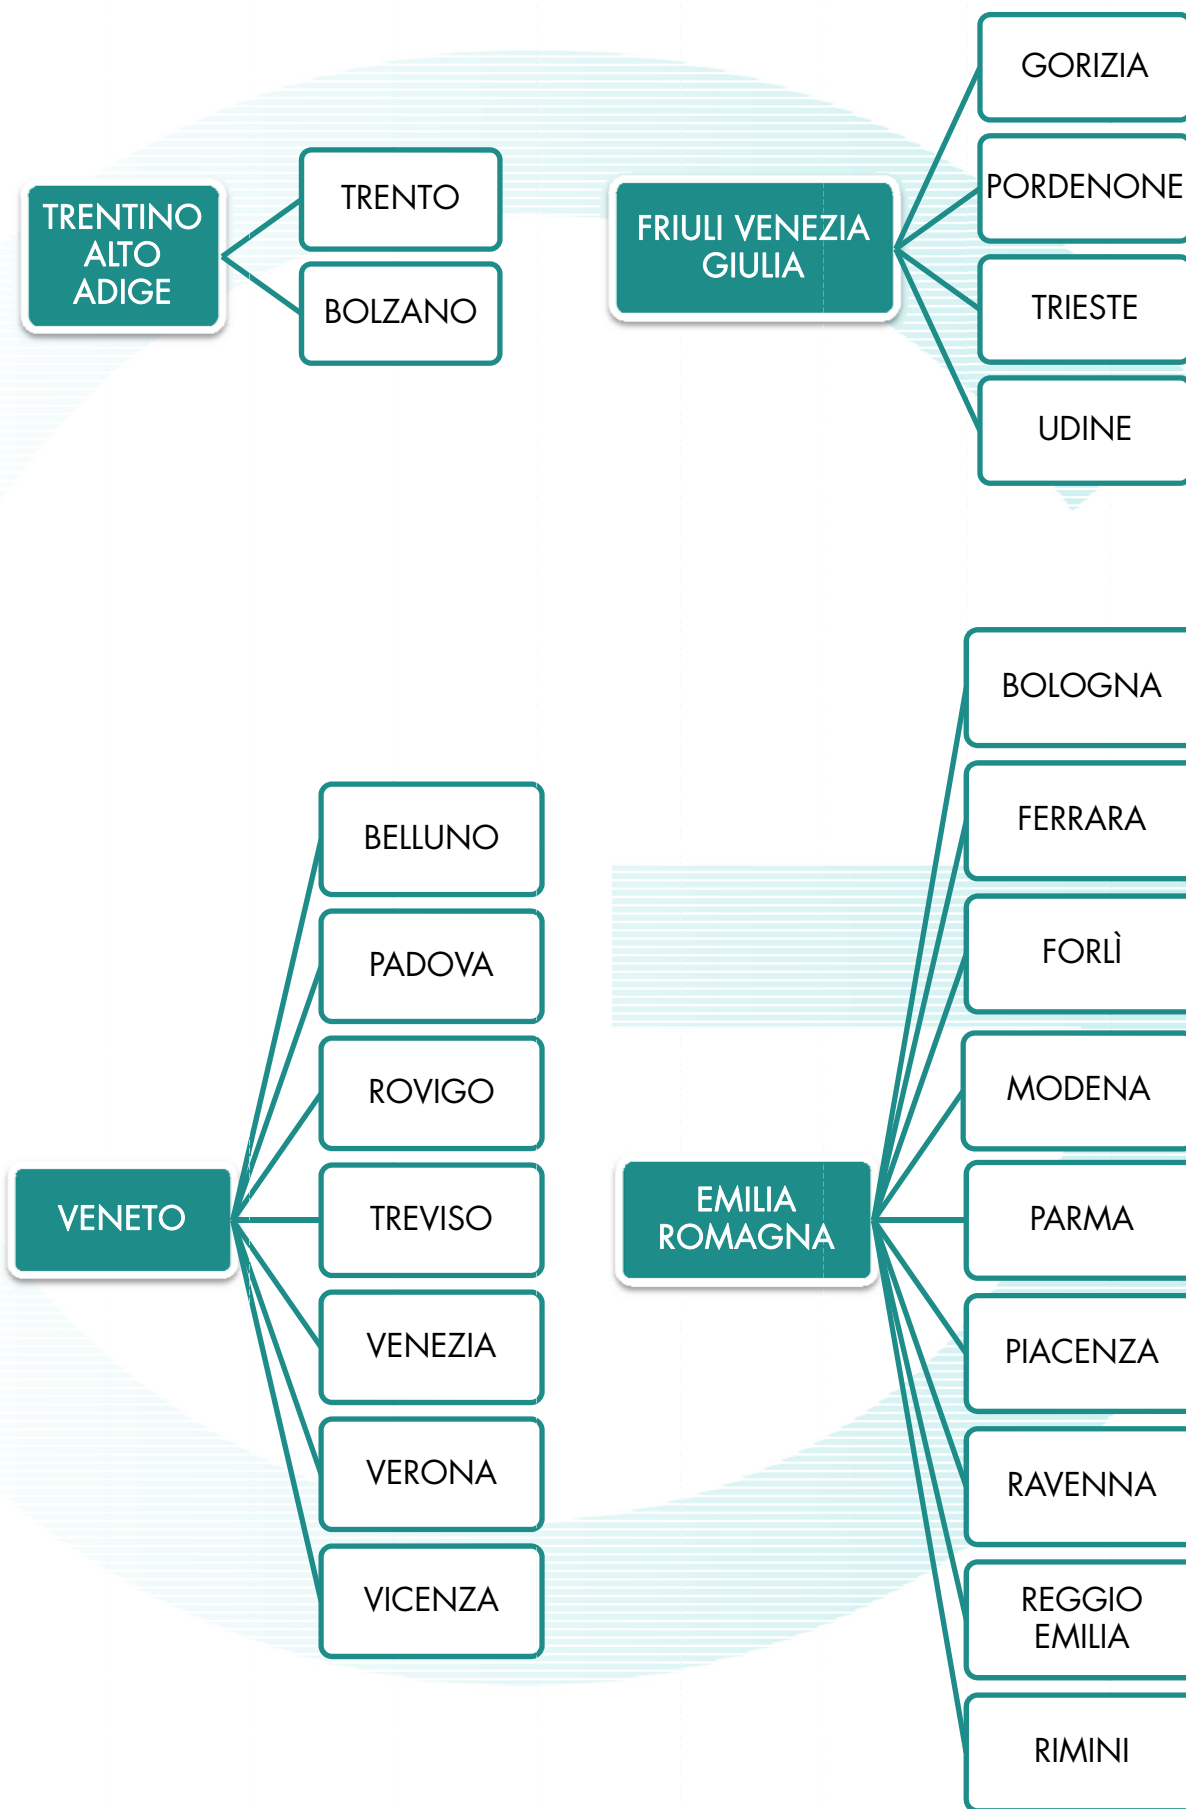 TRENTINO
ALTO
ADIGE
TRENTO
BOLZANO
FRIULI VENEZIA
GIULIA
GORIZIA
PORDENONE
TRIESTE
UDINE
VENETO
BELLUNO
PADOVA
ROVIGO
TREVISO
VENEZIA
VERONA
VICENZA
EMILIA
ROMAGNA
BOLOGNA
FERRARA
FORLÌ
MODENA
PARMA
PIACENZA
RAVENNA
REGGIO
EMILIA
RIMINI